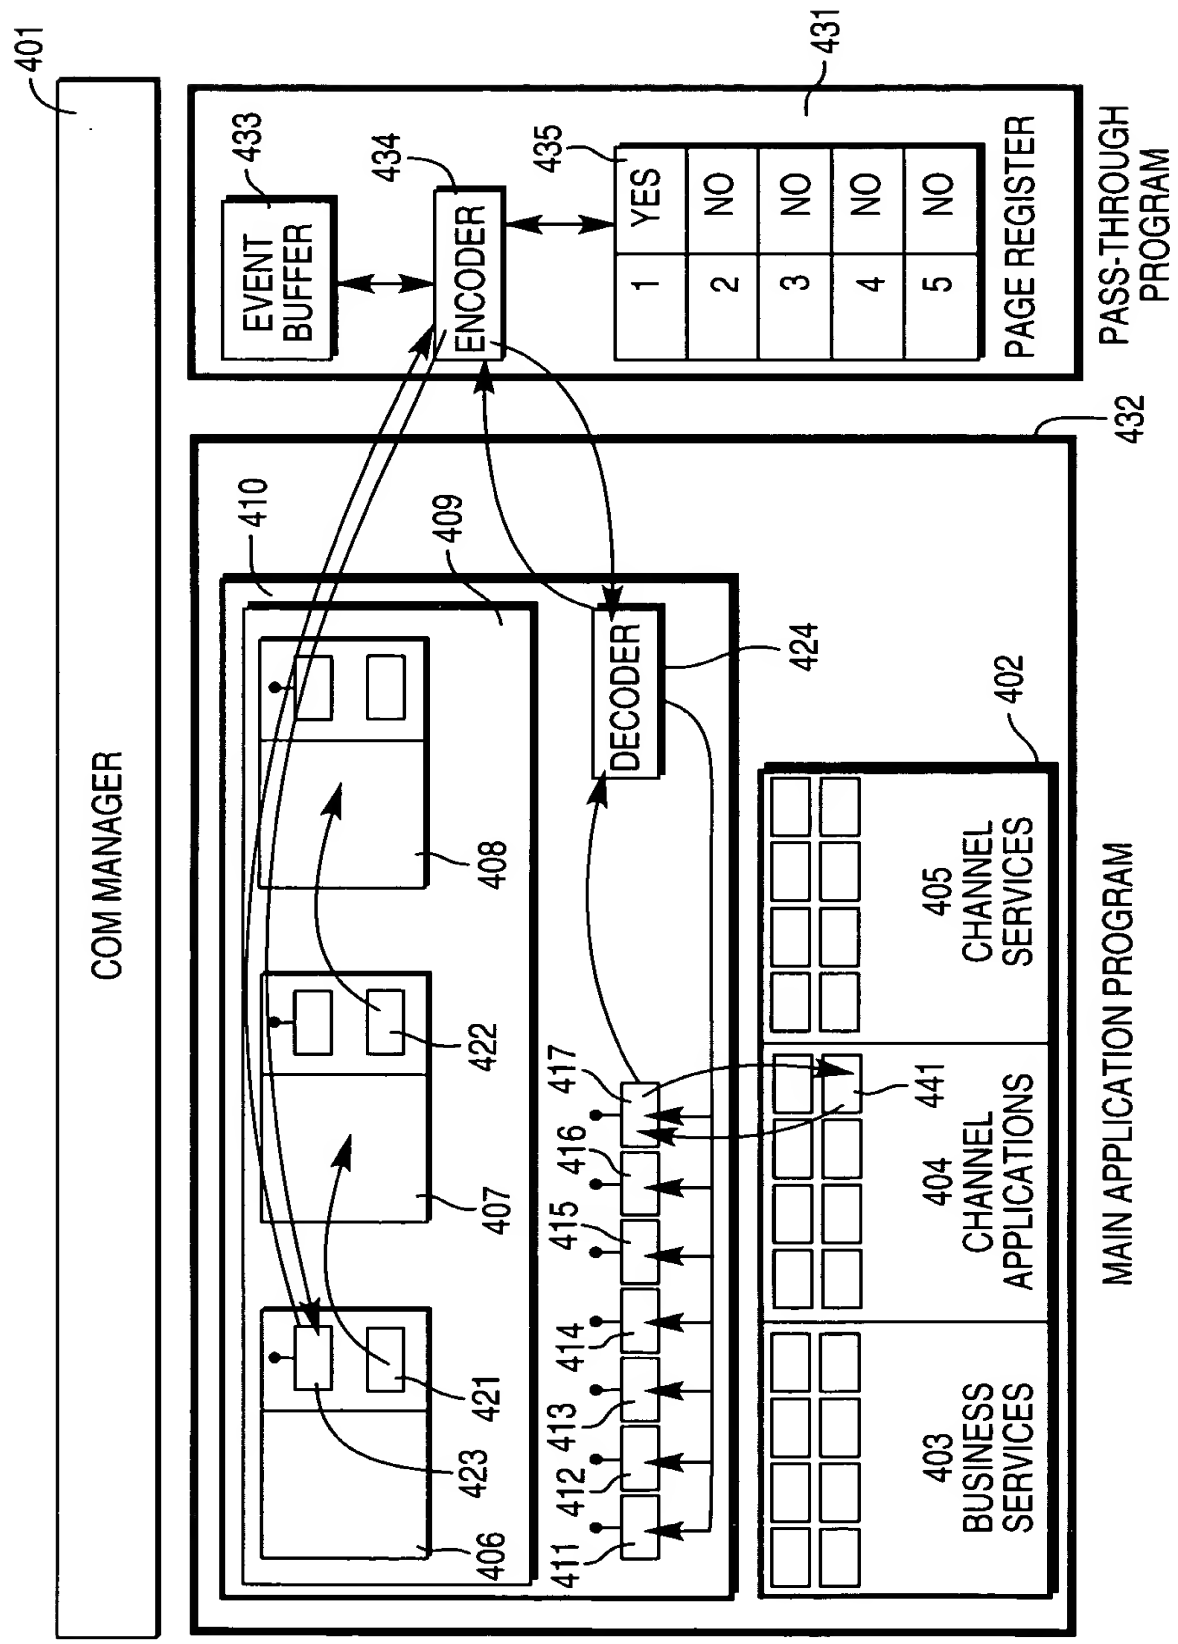 COM MANAGER
401
410
409
406
407
408
423
421
422
411
412
413
414
415
416
417
DECODER
424
441
403
BUSINESS
SERVICES
404
CHANNEL
APPLICATIONS
405
CHANNEL
SERVICES
402
MAIN APPLICATION PROGRAM
432
EVENT
BUFFER
433
ENCODER
434
435
1 YES
2 NO
3 NO
4 NO
5 NO
PAGE REGISTER
431
PASS-THROUGH
PROGRAM